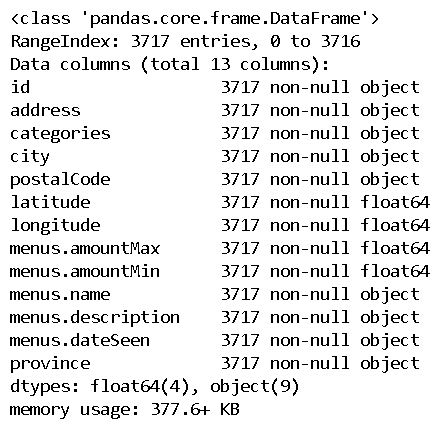 <class 'pandas.core.frame.DataFrame'>
RangeIndex: 3717 entries, 0 to 3716
Data columns (total 13 columns):
id                   3717 non-null object
address              3717 non-null object
categories           3717 non-null object
city                 3717 non-null object
postalCode           3717 non-null object
latitude             3717 non-null float64
longitude            3717 non-null float64
menus.amountMax      3717 non-null float64
menus.amountMin      3717 non-null float64
menus.name           3717 non-null object
menus.description    3717 non-null object
menus.dateSeen       3717 non-null object
province             3717 non-null object
dtypes: float64(4), object(9)
memory usage: 377.6+ KB